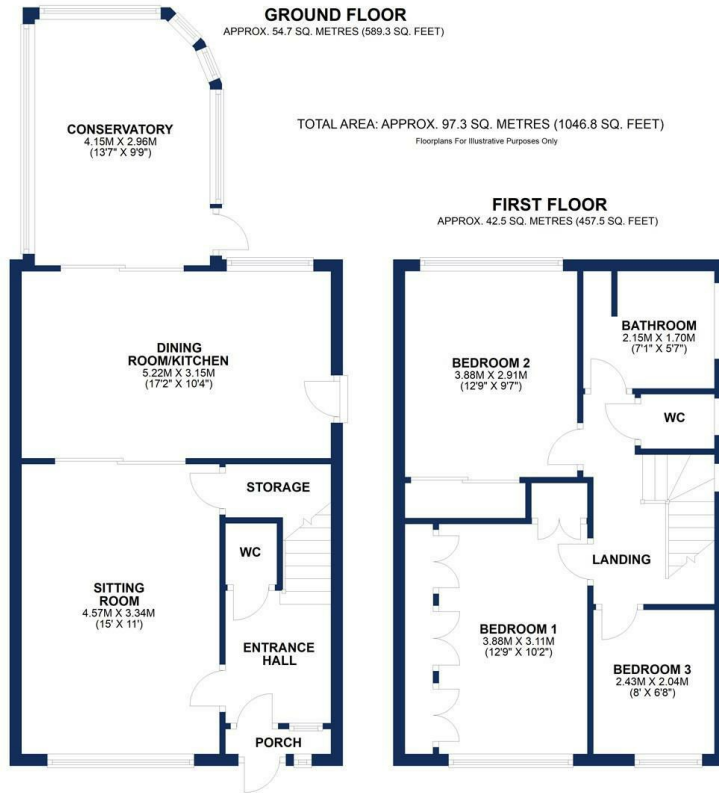 GROUND FLOOR
APPROX. 54.7 SQ. METRES (589.3 SQ. FEET)
CONSERVATORY
4.15M X 2.96M
(13'7" X 9'9")
TOTAL AREA: APPROX. 97.3 SQ. METRES (1046.8 SQ. FEET)
Floorplans For Illustrative Purposes Only
FIRST FLOOR
APPROX. 42.5 SQ. METRES (457.5 SQ. FEET)
DINING
ROOM/KITCHEN
5.22M X 3.15M
(17'2" X 10'4")
STORAGE
WC
SITTING
ROOM
4.57M X 3.34M
(15' X 11')
ENTRANCE
HALL
PORCH
BATHROOM
2.15M X 1.70M
(7'1" X 5'7")
BEDROOM 2
3.88M X 2.91M
(12'9" X 9'7")
WC
LANDING
BEDROOM 1
3.88M X 3.11M
(12'9" X 10'2")
BEDROOM 3
2.43M X 2.04M
(8' X 6'8")